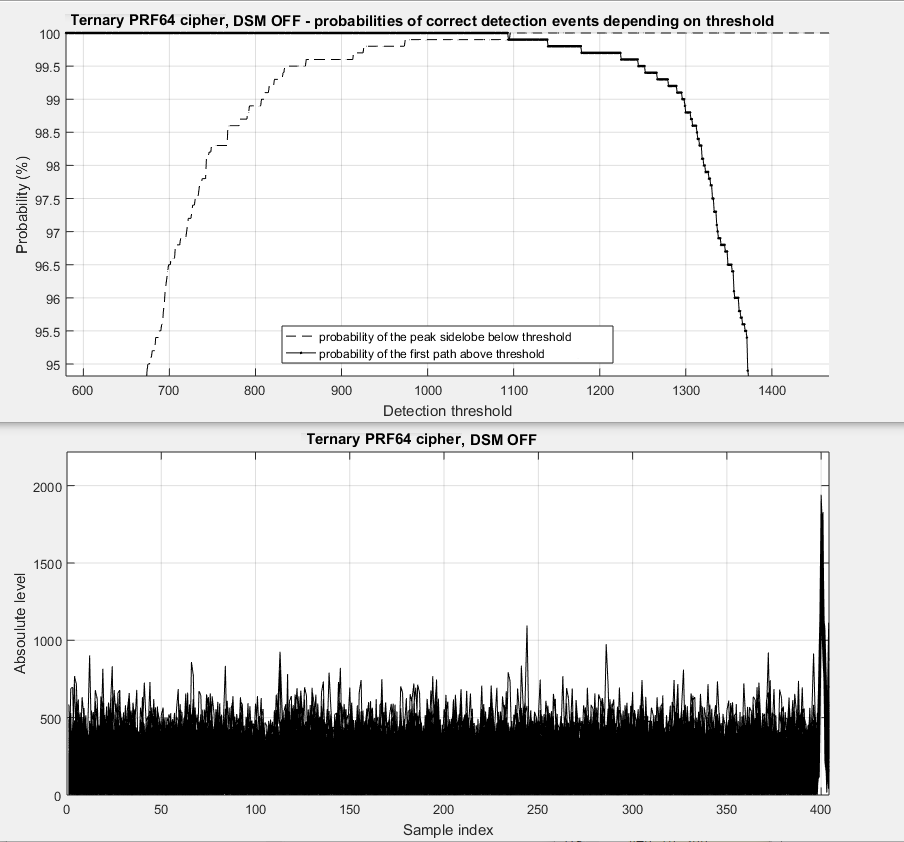 Ternary PRF64 cipher, DSM OFF - probabilities of correct detection events depending on threshold
100
99.5
99
98.5
98
97.5
97
96.5
96
95.5
95
Probability (%)
probability of the peak sidelobe below threshold
probability of the first path above threshold
600 700 800 900 1000 1100 1200 1300 1400
Detection threshold
Ternary PRF64 cipher, DSM OFF
2000
1500
1000
500
0
Absoulute level
0 50 100 150 200 250 300 350 400
Sample index